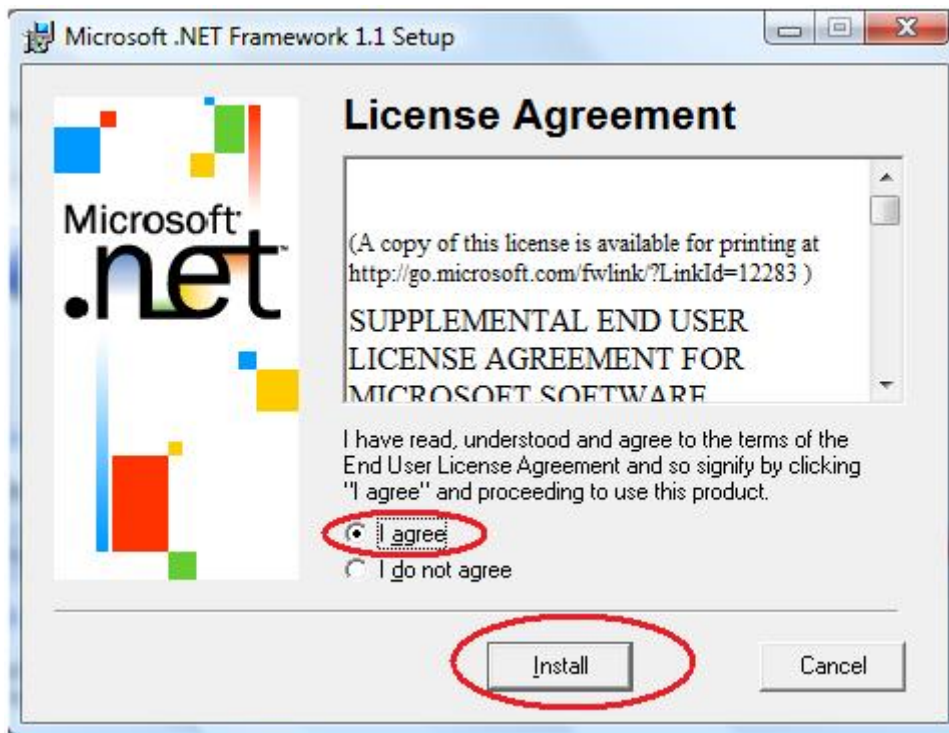 Microsoft .NET Framework 1.1 Setup
License Agreement
Microsoft
.net
(A copy of this license is available for printing at
http://go.microsoft.com/fwlink/?LinkId=12283 )
SUPPLEMENTAL END USER
LICENSE AGREEMENT FOR
MICROSOFT SOFTWARE
I have read, understood and agree to the terms of the
End User License Agreement and so signify by clicking
"I agree" and proceeding to use this product.
I agree
I do not agree
Install
Cancel